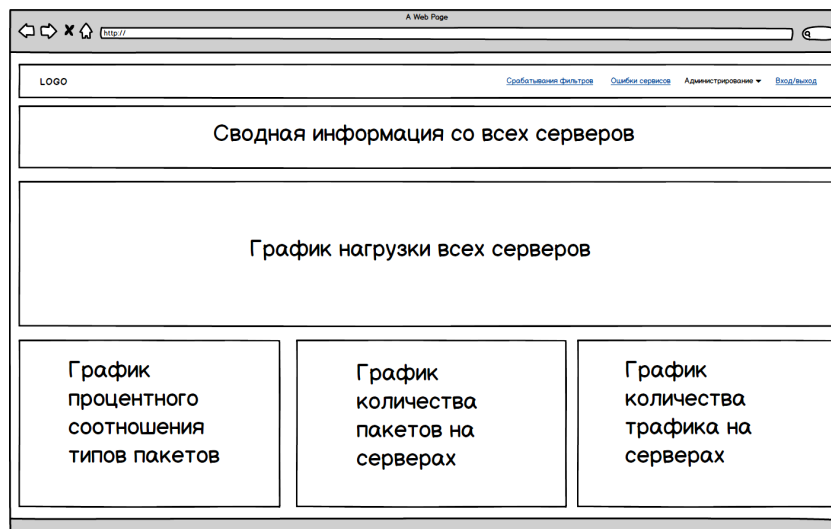 A Web Page
http://
LOGO
Срабатывания фильтров
Ошибки сервисов
Администрирование
Вход/выход
Сводная информация со всех серверов
График нагрузки всех серверов
График
процентного
соотношения
типов пакетов
График
количества
пакетов на
серверах
График
количества
трафика на
серверах